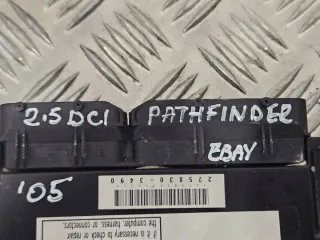 2.5 DCI PATHFINDER
EBAY
'05
275830-3490
the computer, harness, or
if it is necessary to check or repair